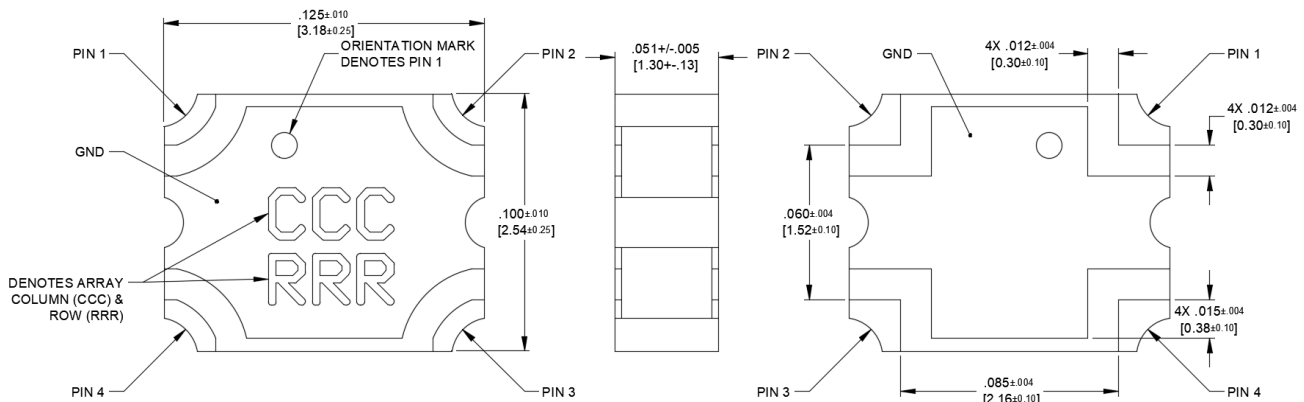 .125±.010
[3.18±0.25]
PIN 1
ORIENTATION MARK
DENOTES PIN 1
PIN 2
GND
CCC
RRR
.100±.010
[2.54±0.25]
DENOTES ARRAY
COLUMN (CCC) &
ROW (RRR)
PIN 4
PIN 3
.051+/-.005
[1.30+-.13]
PIN 2
GND
4X .012±.004
[0.30±0.10]
PIN 1
4X .012±.004
[0.30±0.10]
.060±.004
[1.52±0.10]
4X .015±.004
[0.38±0.10]
PIN 3
.085±.004
[2.16±0.10]
PIN 4